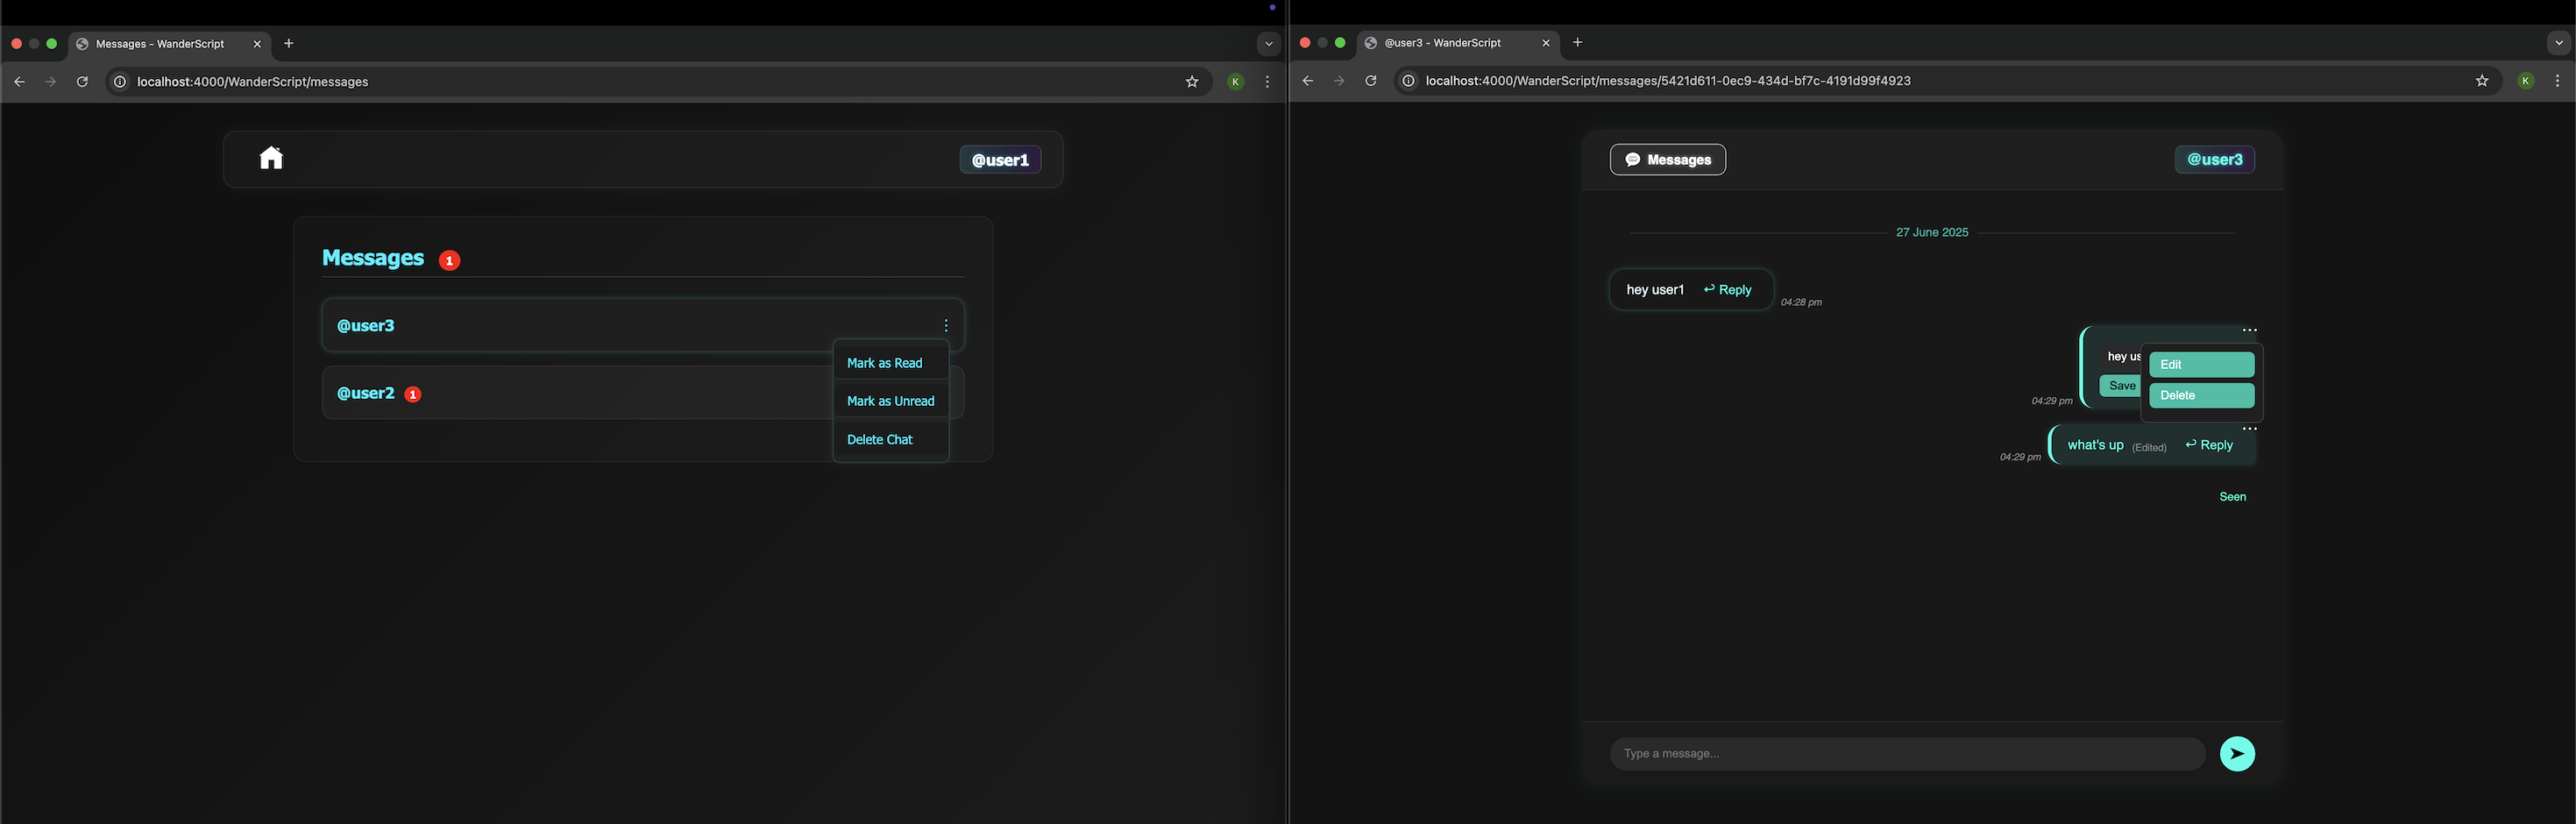 Messages - WanderScript
localhost:4000/WanderScript/messages
K
@user1
Messages 1
@user3
Mark as Read
@user2 1
Mark as Unread
Delete Chat
@user3 - WanderScript
localhost:4000/WanderScript/messages/5421d611-0ec9-434d-bf7c-4191d99f4923
K
Messages
@user3
27 June 2025
hey user1 Reply
04:28 pm
hey us
Edit
Save
Delete
04:29 pm
what's up (Edited) Reply
04:29 pm
Seen
Type a message...